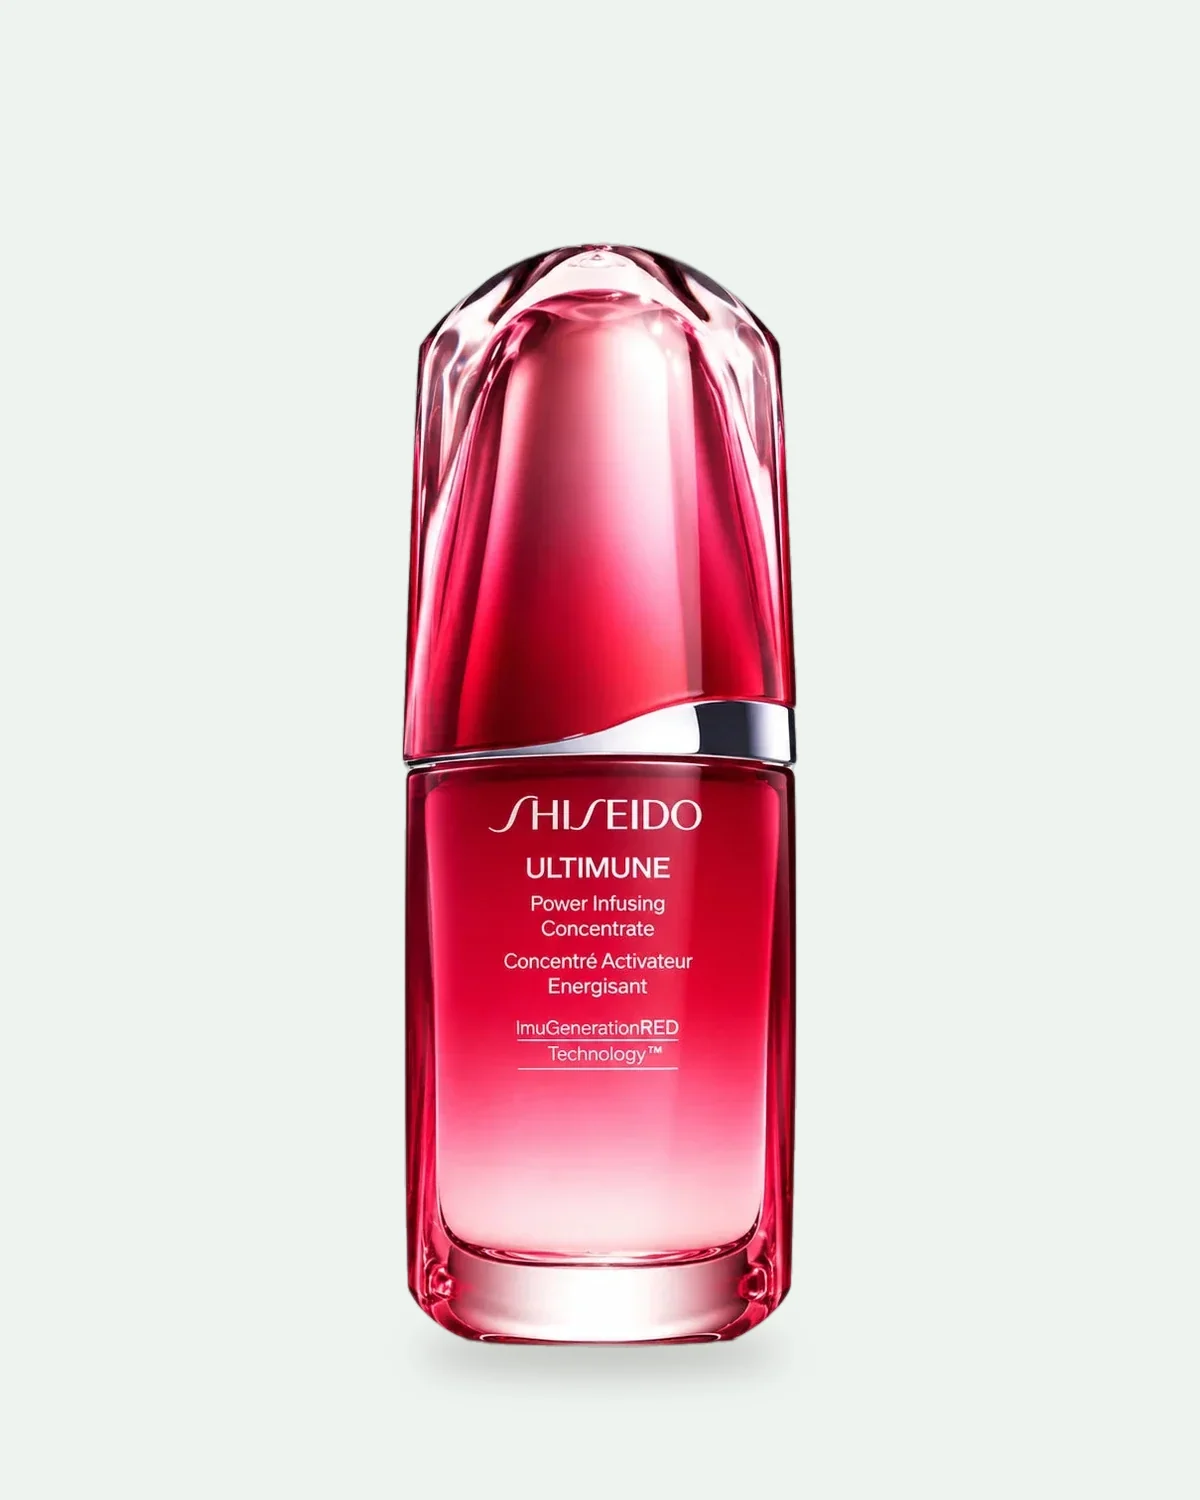 SHISEIDO
ULTIMUNE
Power Infusing
Concentrate
Concentré Activateur
Energisant
ImuGenerationRED
Technology™